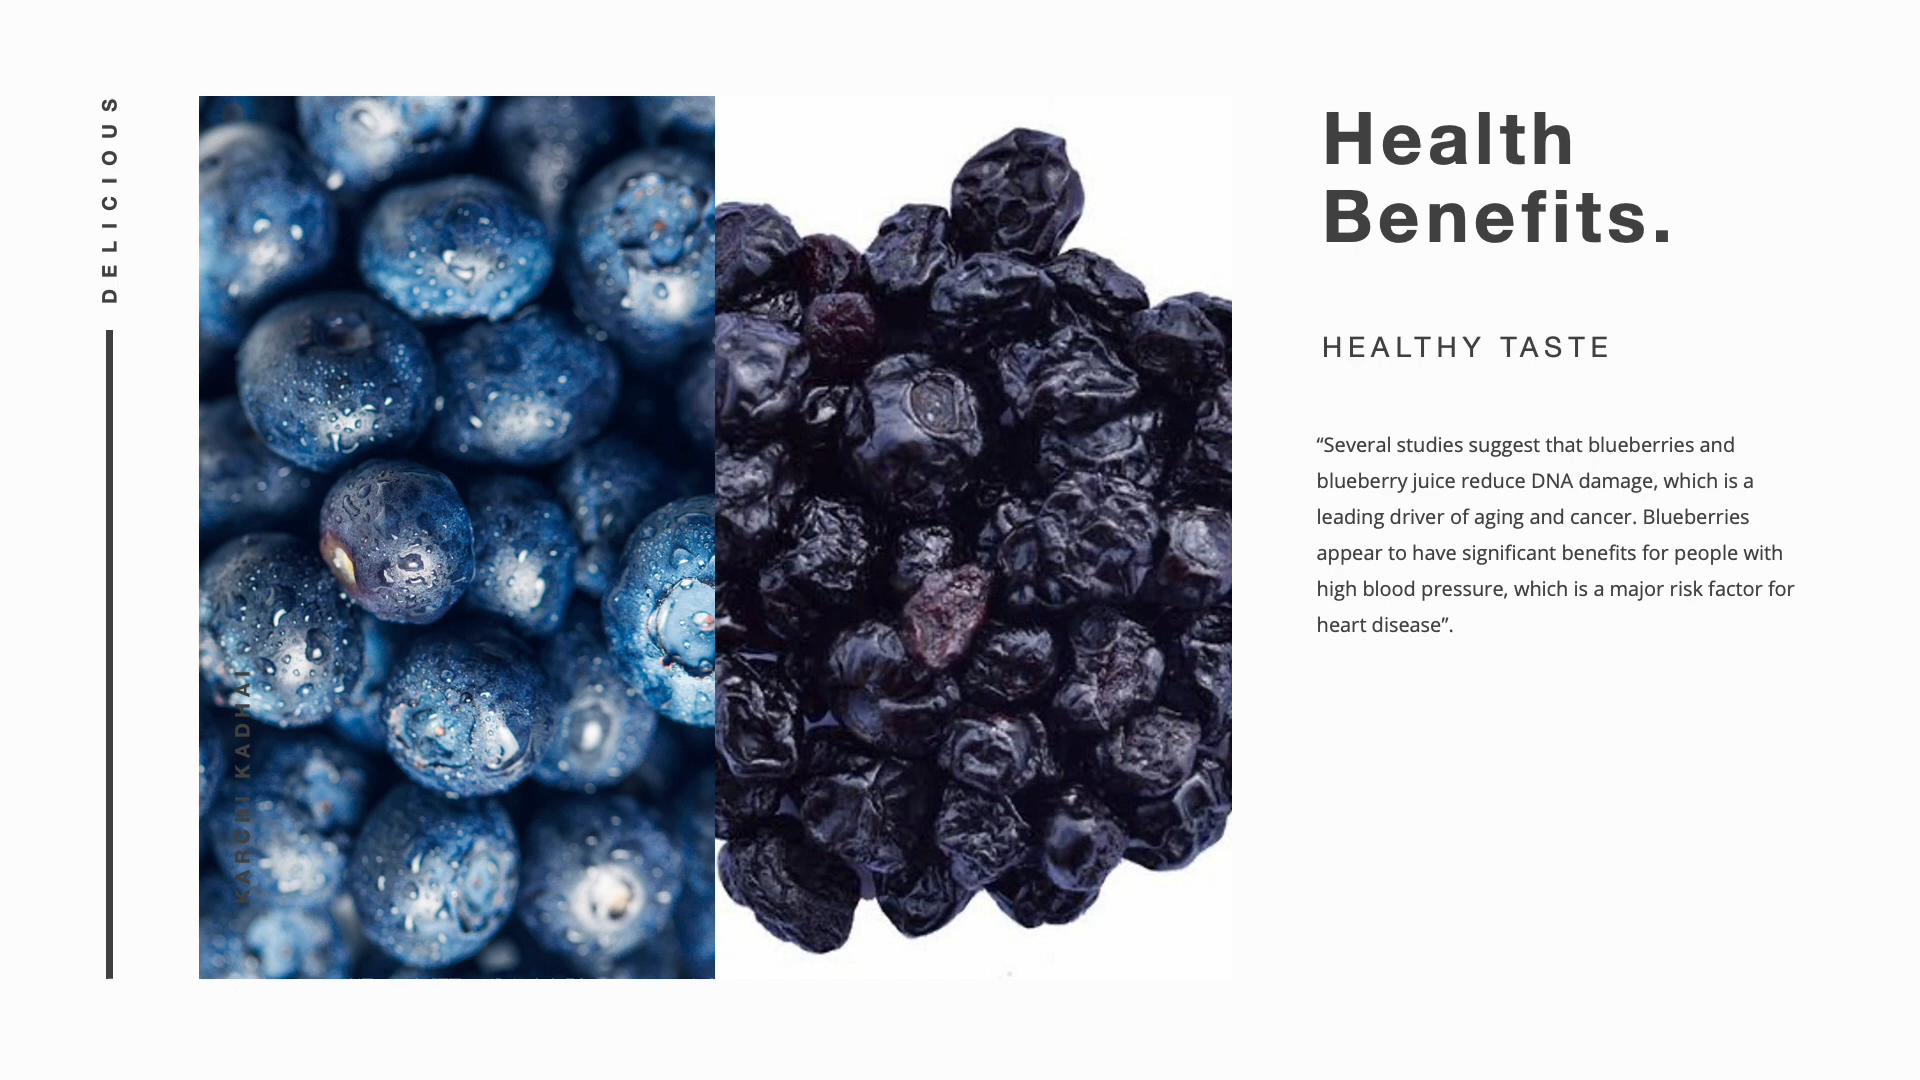 DELICIOUS
KARCHI KADHAI
Health
Benefits.
HEALTHY TASTE
“Several studies suggest that blueberries and
blueberry juice reduce DNA damage, which is a
leading driver of aging and cancer. Blueberries
appear to have significant benefits for people with
high blood pressure, which is a major risk factor for
heart disease”.